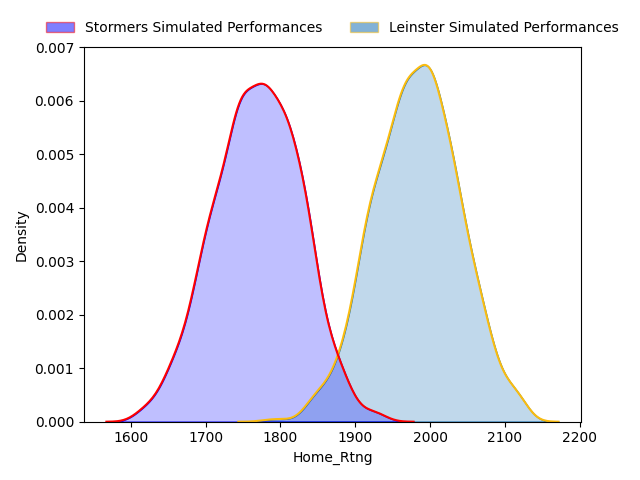 Stormers Simulated Performances Leinster Simulated Performances
0.007
0.006
0.005
0.004
0.003
0.002
0.001
0.000
Density
1600 1700 1800 1900 2000 2100 2200
Home_Rtng